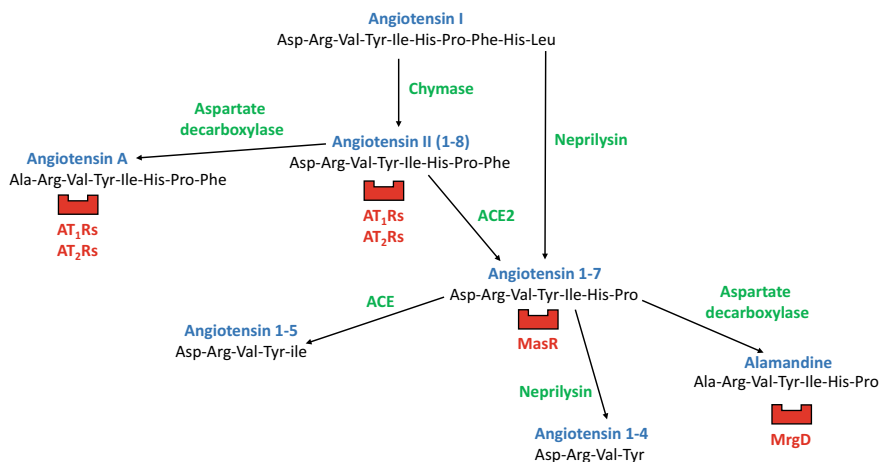 Angiotensin I
Asp-Arg-Val-Tyr-Ile-His-Pro-Phe-His-Leu
Chymase
Aspartate
decarboxylase
Neprilysin
Angiotensin II (1-8)
Asp-Arg-Val-Tyr-Ile-His-Pro-Phe
Angiotensin A
Ala-Arg-Val-Tyr-Ile-His-Pro-Phe
AT₁Rs
AT₂Rs
AT₁Rs
AT₂Rs
ACE2
Angiotensin 1-7
Asp-Arg-Val-Tyr-Ile-His-Pro
MasR
ACE
Aspartate
decarboxylase
Angiotensin 1-5
Asp-Arg-Val-Tyr-ile
Alamandine
Ala-Arg-Val-Tyr-Ile-His-Pro
MrgD
Neprilysin
Angiotensin 1-4
Asp-Arg-Val-Tyr